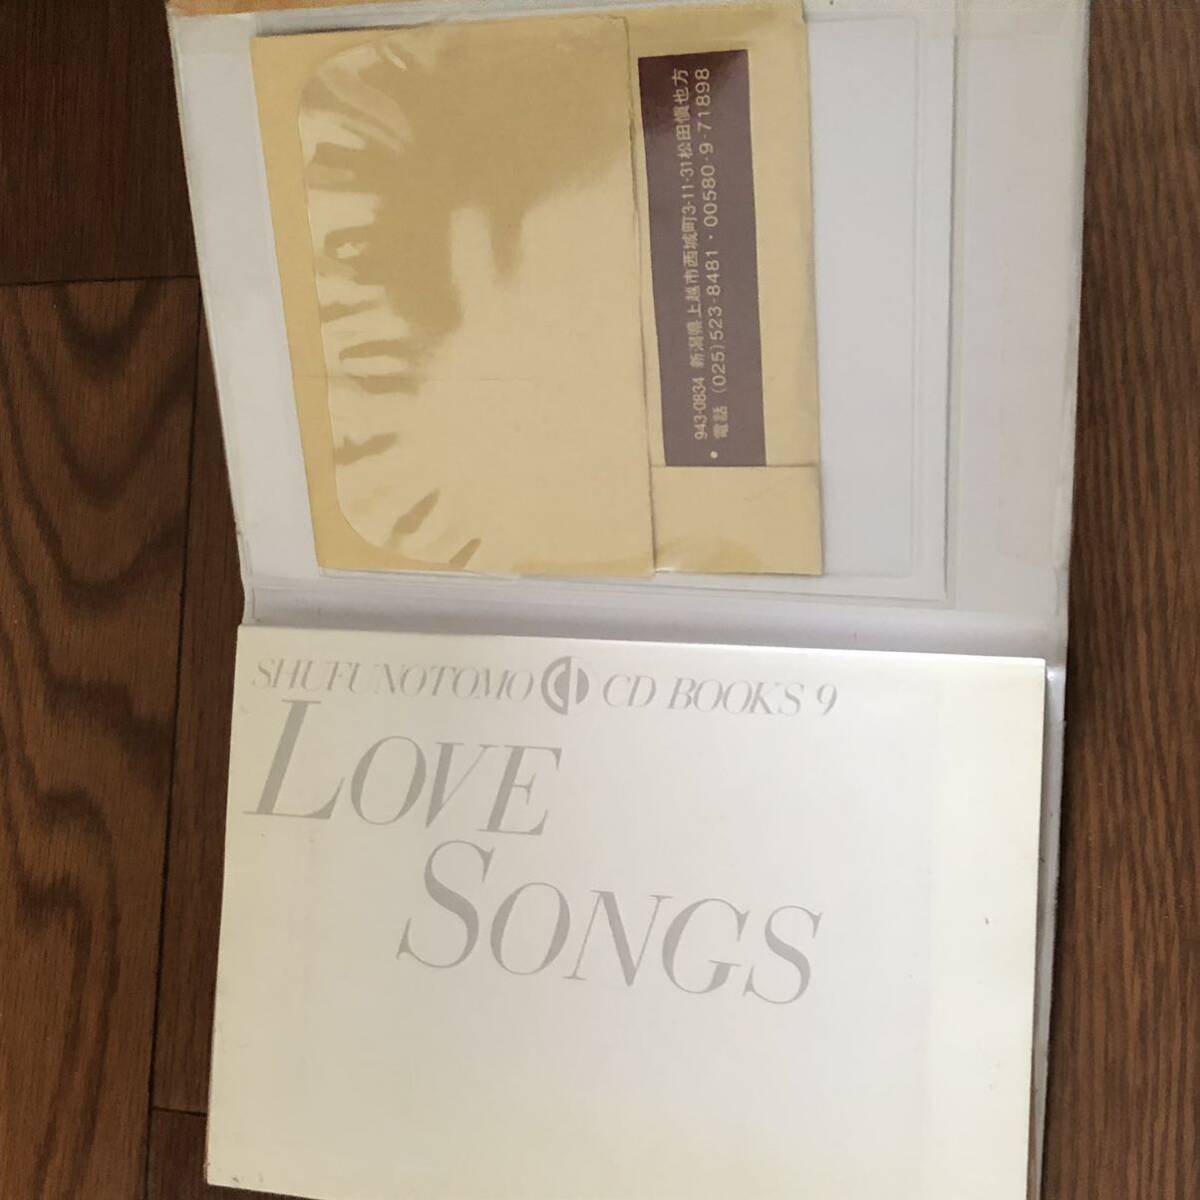 943-0834 新潟県上越市西城町3-11-31松田慎也方
● 電話 (025)523-8481・00580-9-71898
SHUFUNOTOMO CD BOOKS 9
LOVE
SONGS